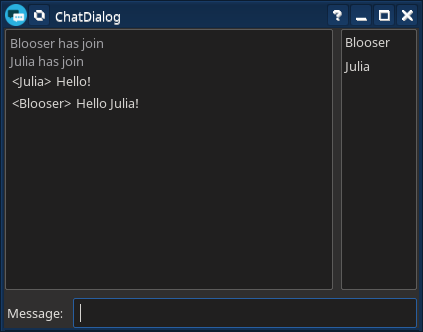 ChatDialog
Blooser has join
Julia has join
<Julia> Hello!
<Blooser> Hello Julia!
Blooser
Julia
Message: